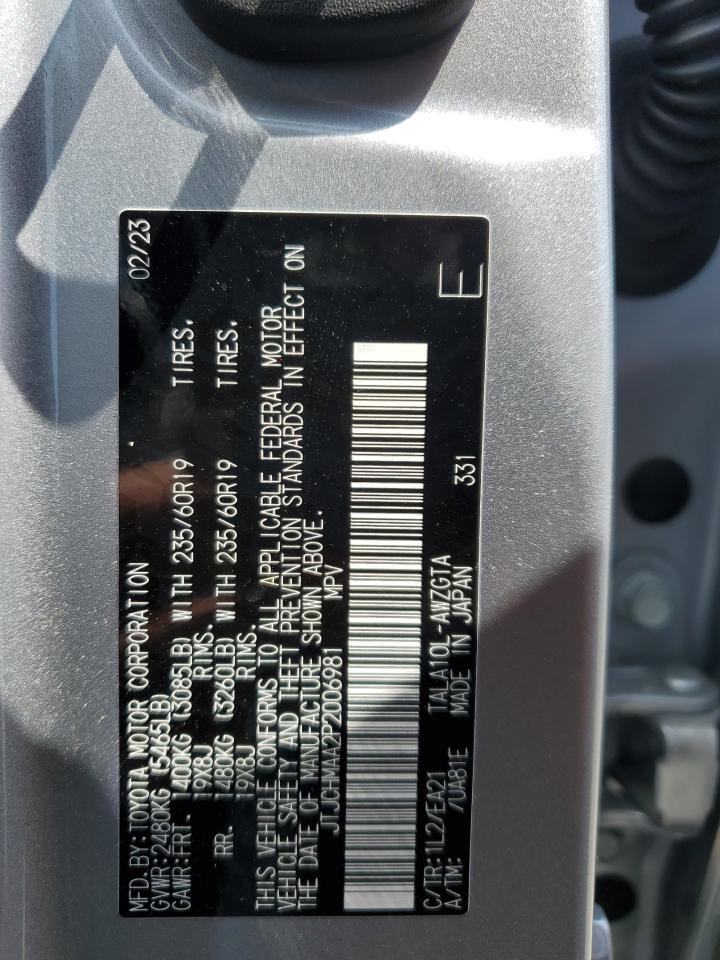 MFD. BY: TOYOTA MOTOR CORPORATION 02/23
GVWR: 2480KG (5465LB)
GAWR: FRT. 1400KG (3085LB) WITH 235/60R19 TIRES.
19X8J RIMS.
RR. 1480KG (3260LB) WITH 235/60R19 TIRES.
19X8J RIMS.
THIS VEHICLE CONFORMS TO ALL APPLICABLE FEDERAL MOTOR
VEHICLE SAFETY AND THEFT PREVENTION STANDARDS IN EFFECT ON
THE DATE OF MANUFACTURE SHOWN ABOVE.
JTJCHMAA2P2006981 MPV
C/TR: 1L2/EA21 TALA10L-AWZGTA
A/TM: /UA81E MADE IN JAPAN 331
E